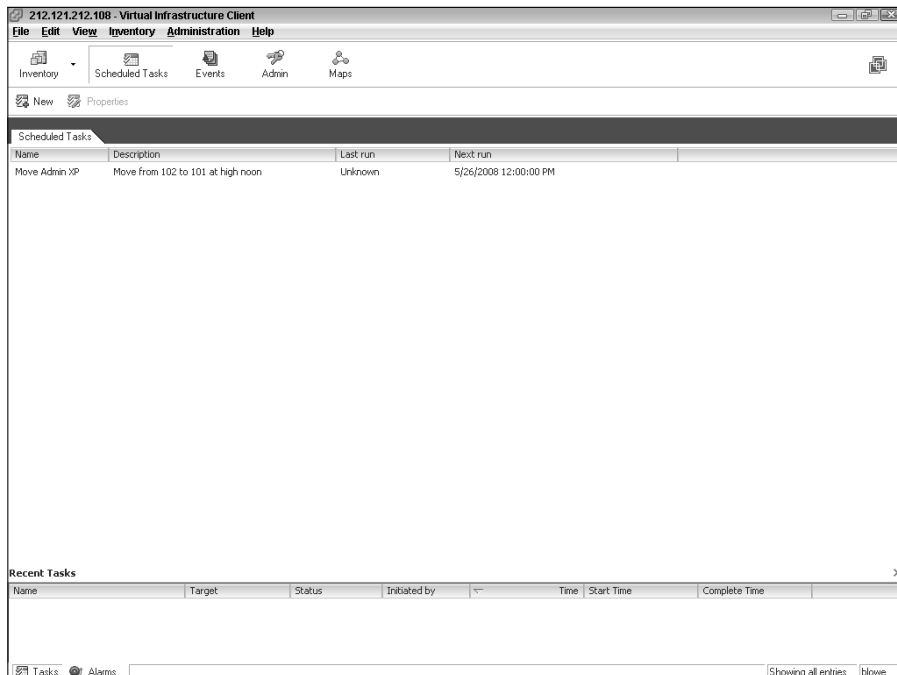 212.121.212.108 - Virtual Infrastructure Client
File Edit View Inventory Administration Help
Inventory Scheduled Tasks Events Admin Maps
New Properties
Scheduled Tasks
Name Description Last run Next run
Move Admin XP Move from 102 to 101 at high noon Unknown 5/26/2008 12:00:00 PM
Recent Tasks
Name Target Status Initiated by Time Start Time Complete Time
Tasks Alarms Showing all entries blowe